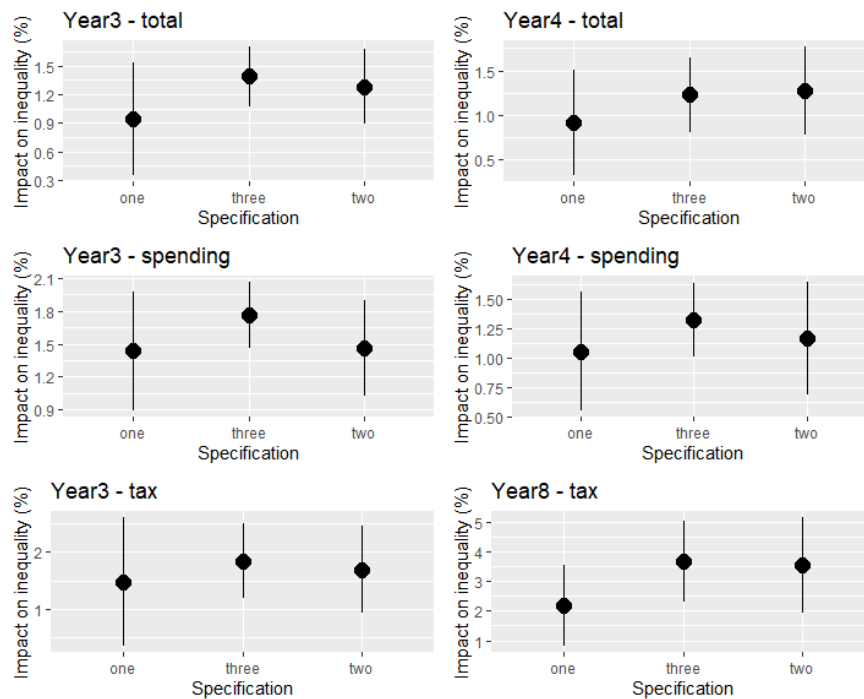 Year3 - total
Impact on inequality (%)
1.5
1.2
0.9
0.6
0.3
one three two
Specification
Year4 - total
Impact on inequality (%)
1.5
1.0
0.5
one three two
Specification
Year3 - spending
Impact on inequality (%)
2.1
1.8
1.5
1.2
0.9
one three two
Specification
Year4 - spending
Impact on inequality (%)
1.50
1.25
1.00
0.75
0.50
one three two
Specification
Year3 - tax
Impact on inequality (%)
2
1
one three two
Specification
Year8 - tax
Impact on inequality (%)
5
4
3
2
1
one three two
Specification